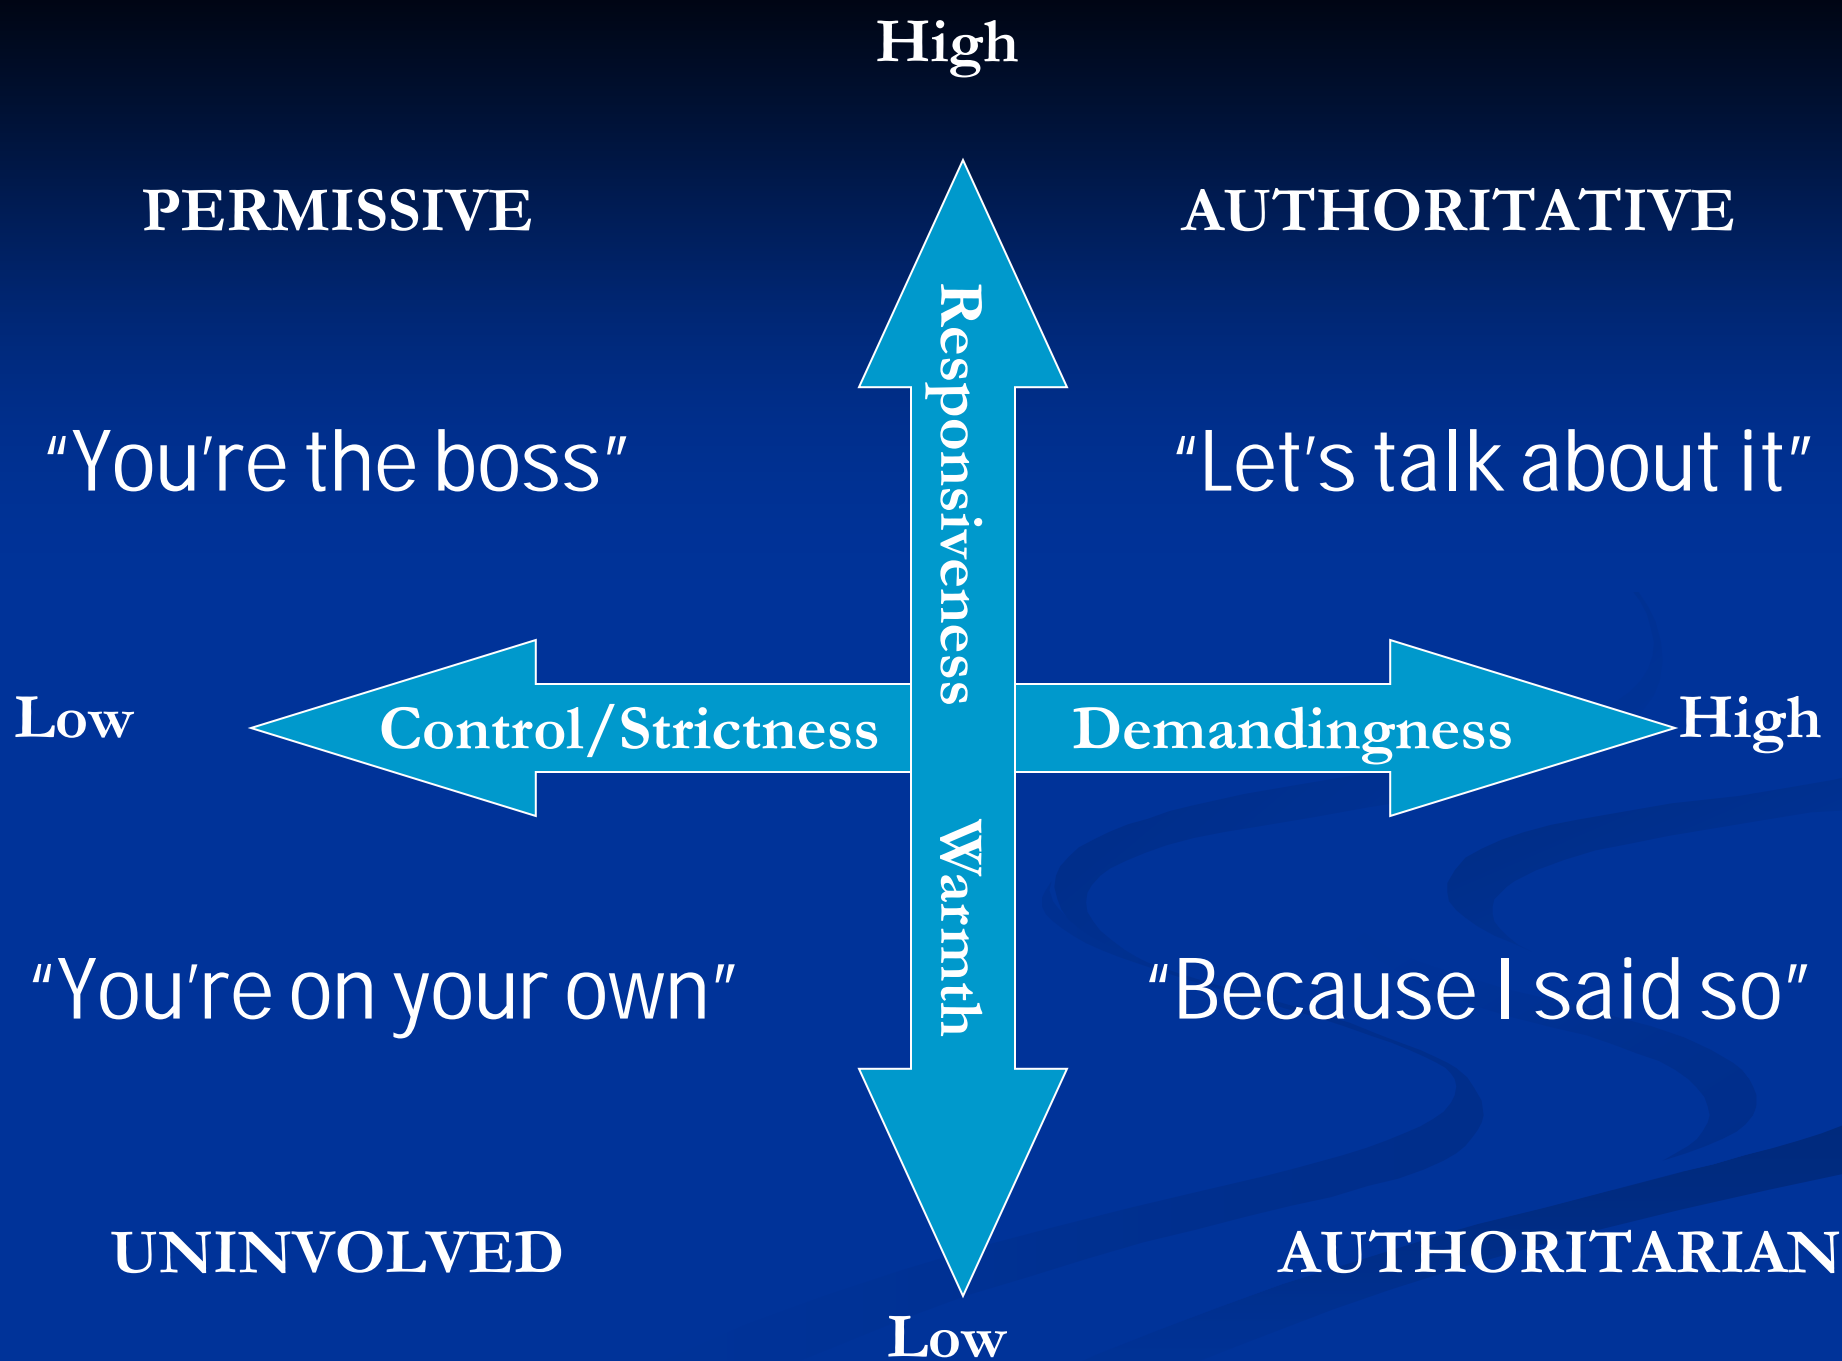 High
PERMISSIVE
AUTHORITATIVE
"You're the boss"
"Let's talk about it"
Responsiveness
Low
Control/Strictness
Demandingness
High
Warmth
"You're on your own"
"Because I said so"
UNINVOLVED
AUTHORITARIAN
Low